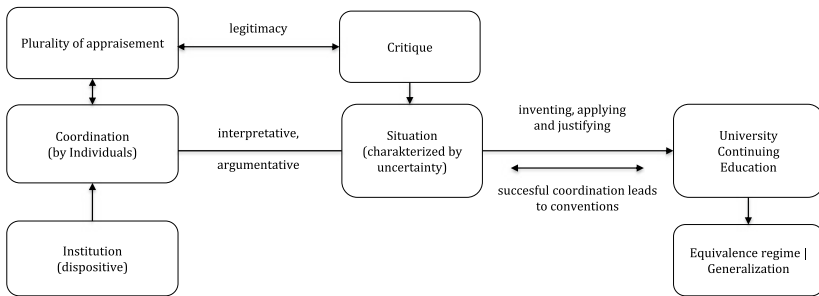 Plurality of appraisement
legitimacy
Critique
Coordination
(by Individuals)
interpretative,
argumentative
Situation
(charakterized by
uncertainty)
inventing, applying
and justifying
succesful coordination leads
to conventions
University
Continuing
Education
Institution
(dispositive)
Equivalence regime |
Generalization